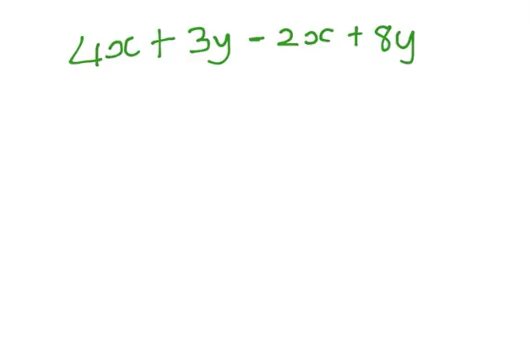 4x + 3y - 2x + 8y